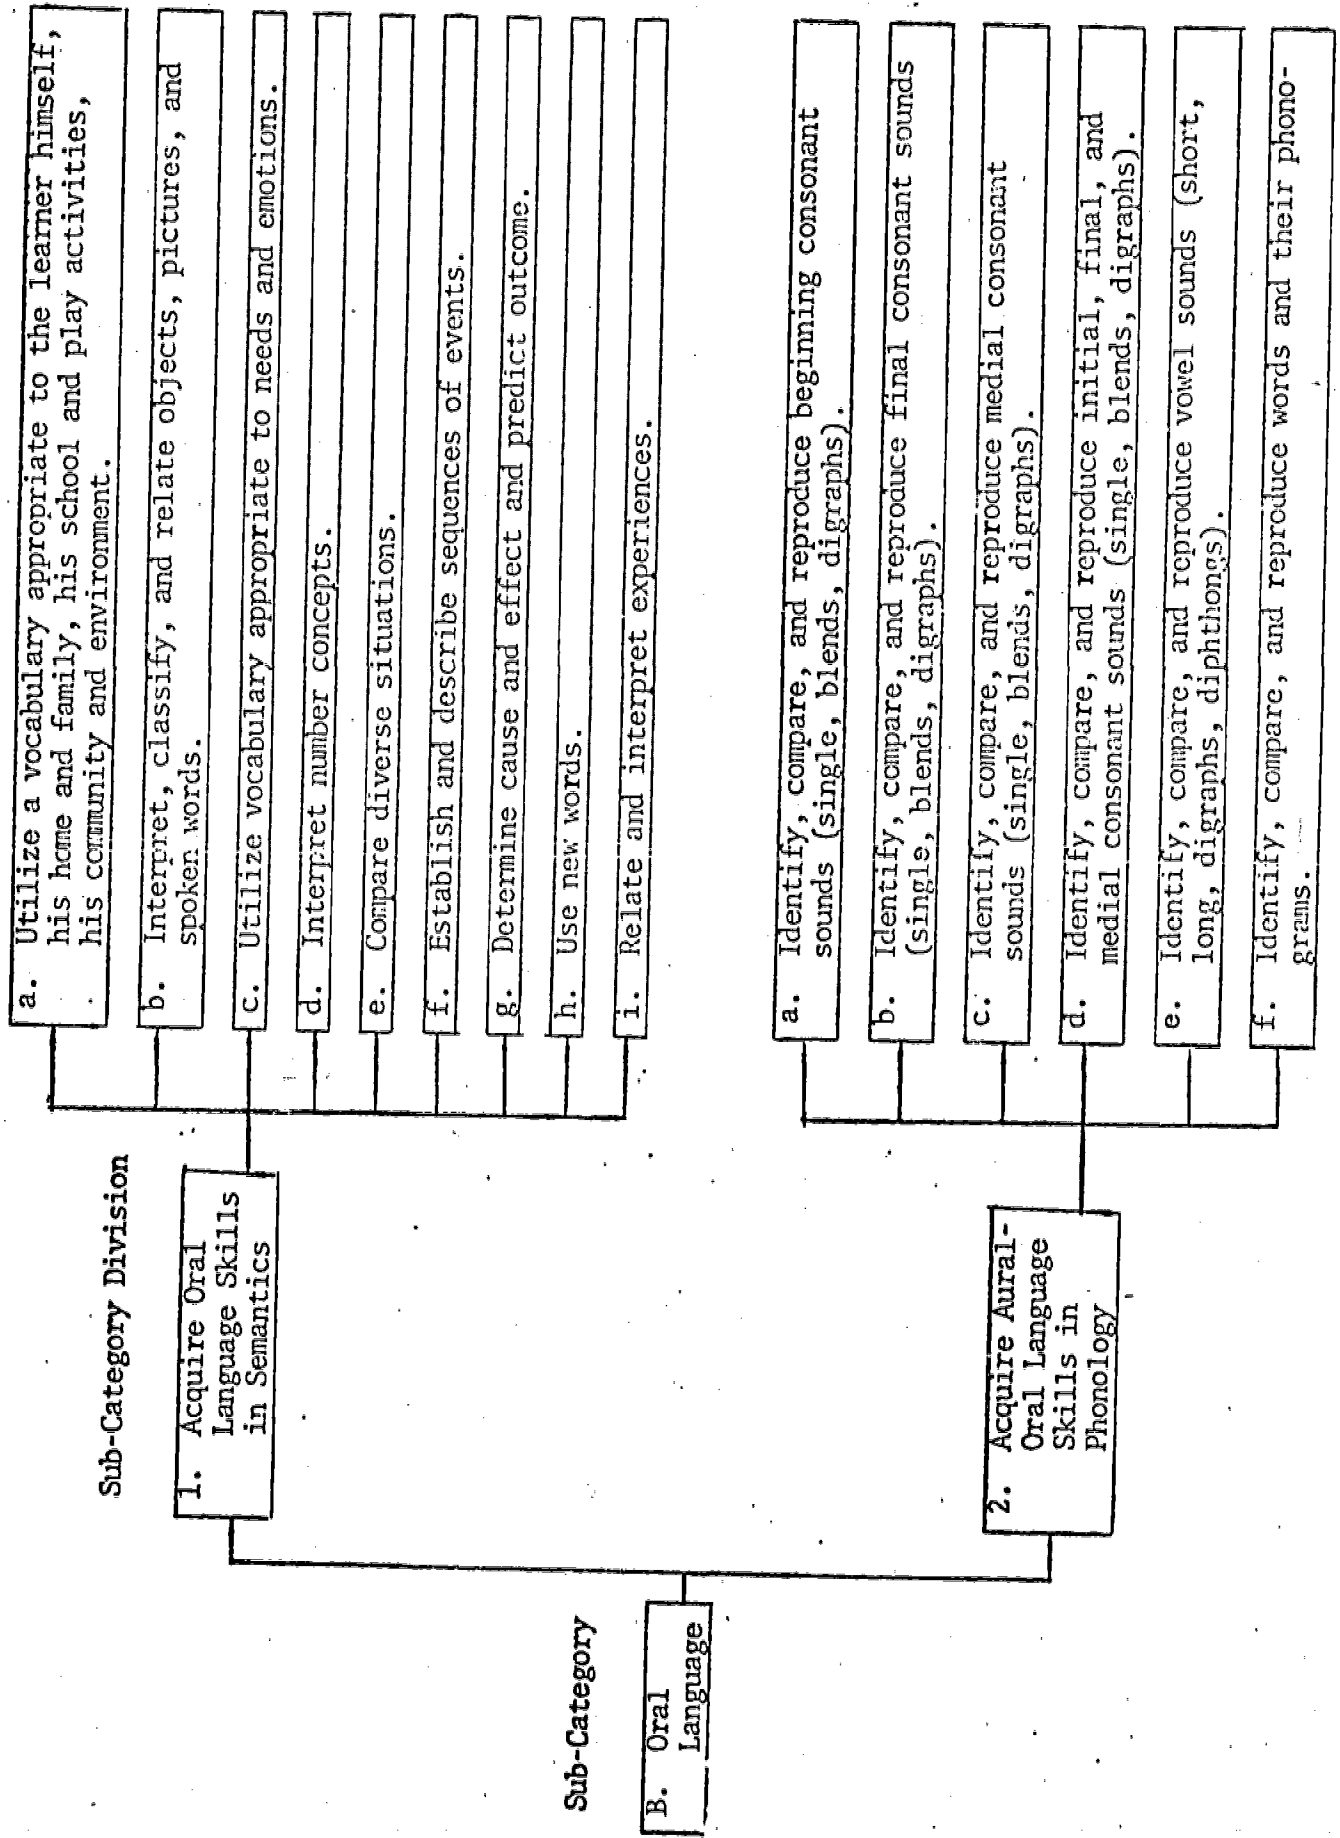 Sub-Category
B. Oral
Language
Sub-Category Division
1. Acquire Oral
Language Skills
in Semantics
a. Utilize a vocabulary appropriate to the learner himself,
his home and family, his school and play activities,
his community and environment.
b. Interpret, classify, and relate objects, pictures, and
spoken words.
c. Utilize vocabulary appropriate to needs and emotions.
d. Interpret number concepts.
e. Compare diverse situations.
f. Establish and describe sequences of events.
g. Determine cause and effect and predict outcome.
h. Use new words.
i. Relate and interpret experiences.
2. Acquire Aural-
Oral Language
Skills in
Phonology
a. Identify, compare, and reproduce beginning consonant
sounds (single, blends, digraphs).
b. Identify, compare, and reproduce final consonant sounds
(single, blends, digraphs).
c. Identify, compare, and reproduce medial consonant
sounds (single, blends, digraphs).
d. Identify, compare, and reproduce initial, final, and
medial consonant sounds (single, blends, digraphs).
e. Identify, compare, and reproduce vowel sounds (short,
long, digraphs, diphthongs).
f. Identify, compare, and reproduce words and their phono-
grams.